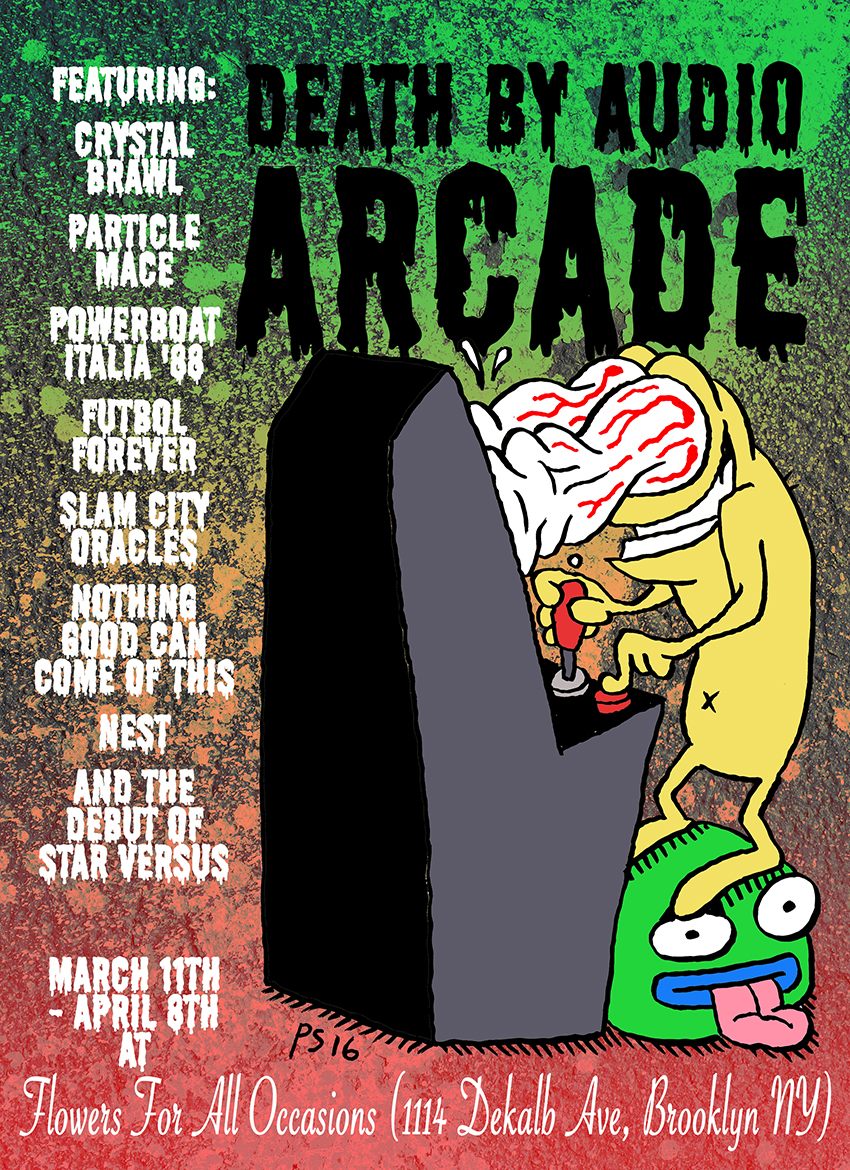 DEATH BY AUDIO
ARCADE
FEATURING:
CRYSTAL
BRAWL
PARTICLE
MACE
POWERBOAT
ITALIA '88
FUTBOL
FOREVER
SLAM CITY
ORACLES
NOTHING
GOOD CAN
COME OF THIS
NEST
AND THE
DEBUT OF
STAR VERSUS
MARCH 11TH
- APRIL 8TH
AT
Flowers For All Occasions (1114 Dekalb Ave, Brooklyn NY)
PS16